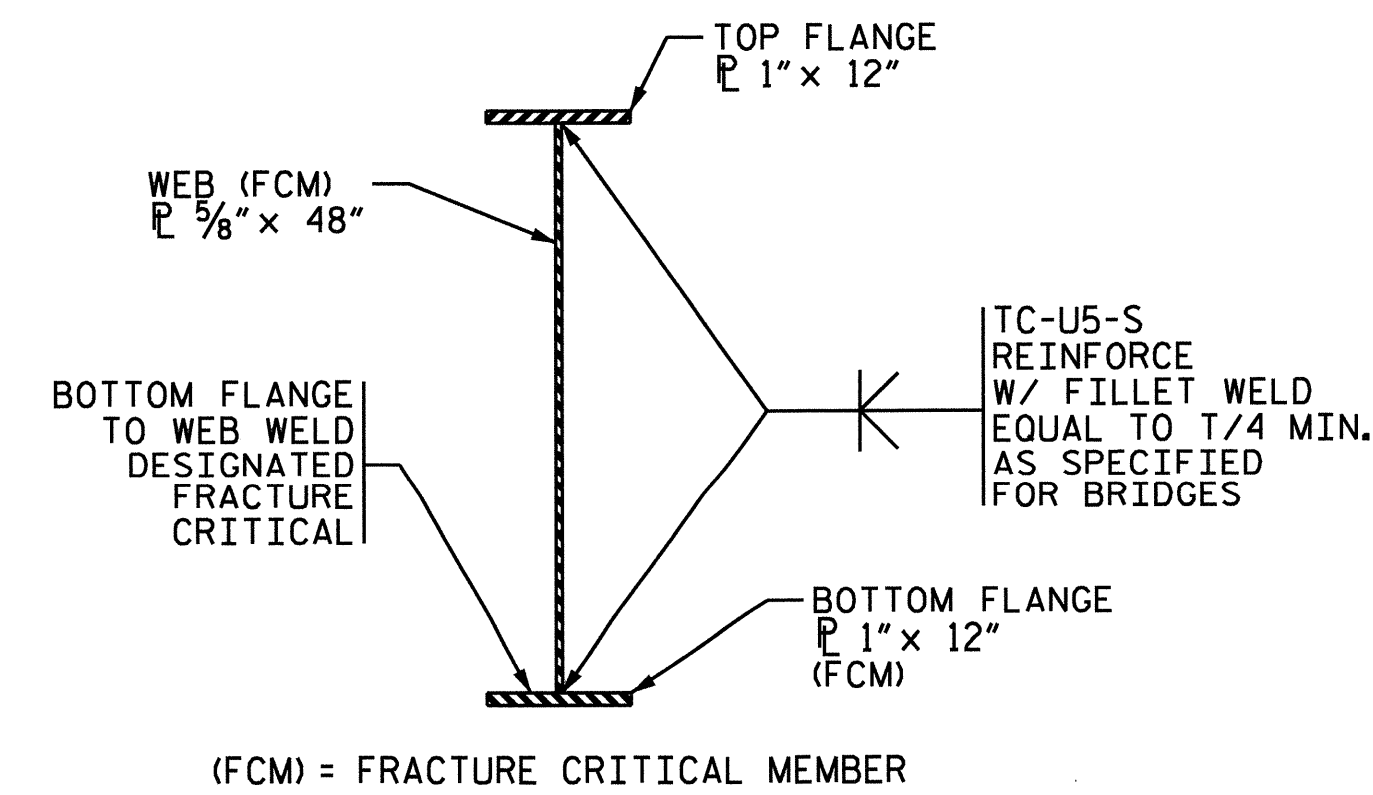 TOP FLANGE
℄ 1" x 12"
WEB (FCM)
℄ 5/8" x 48"
TC-U5-S
REINFORCE
W/ FILLET WELD
EQUAL TO T/4 MIN.
AS SPECIFIED
FOR BRIDGES
BOTTOM FLANGE
TO WEB WELD
DESIGNATED
FRACTURE
CRITICAL
BOTTOM FLANGE
℄ 1" x 12"
(FCM)
(FCM) = FRACTURE CRITICAL MEMBER